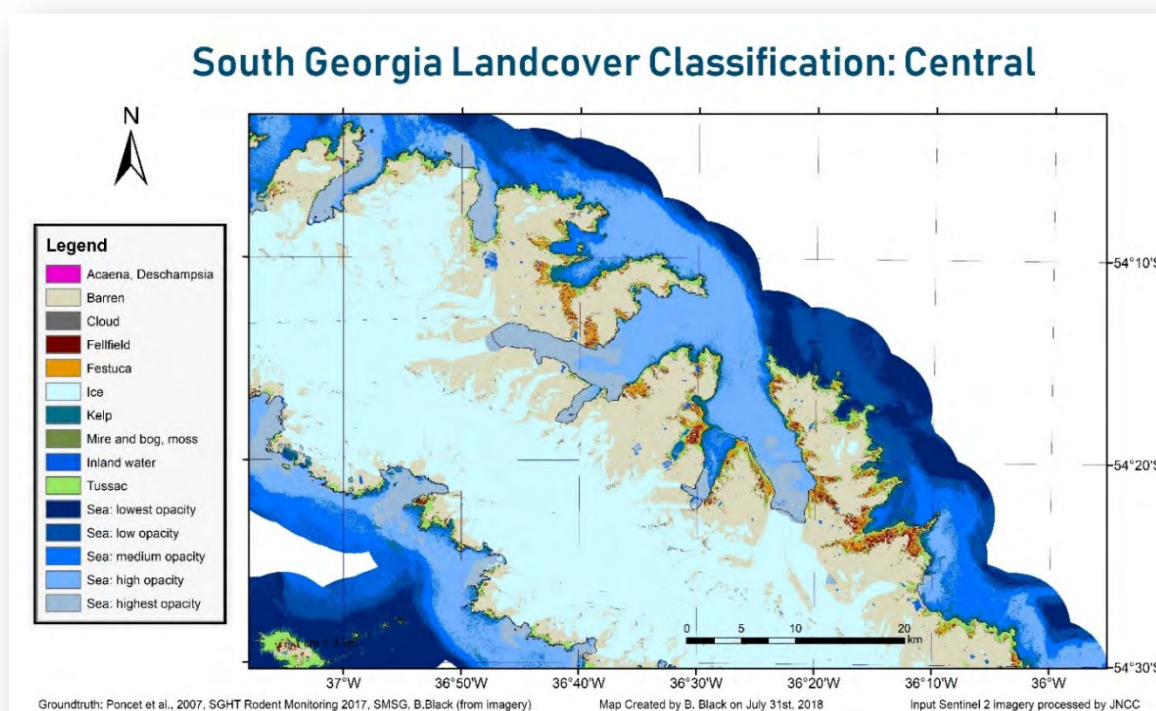 South Georgia Landcover Classification: Central
N
Legend
Acaena, Deschampsia
Barren
Cloud
Fellfield
Festuca
Ice
Kelp
Mire and bog, moss
Inland water
Tussac
Sea: lowest opacity
Sea: low opacity
Sea: medium opacity
Sea: high opacity
Sea: highest opacity
54°10'S
54°20'S
54°30'S
0 5 10 20
km
37°W 36°50'W 36°40'W 36°30'W 36°20'W 36°10'W 36°W
Groundtruth: Poncet et al., 2007, SGHT Rodent Monitoring 2017, SMSG, B.Black (from imagery) Map Created by B. Black on July 31st, 2018 Input Sentinel 2 imagery processed by JNCC